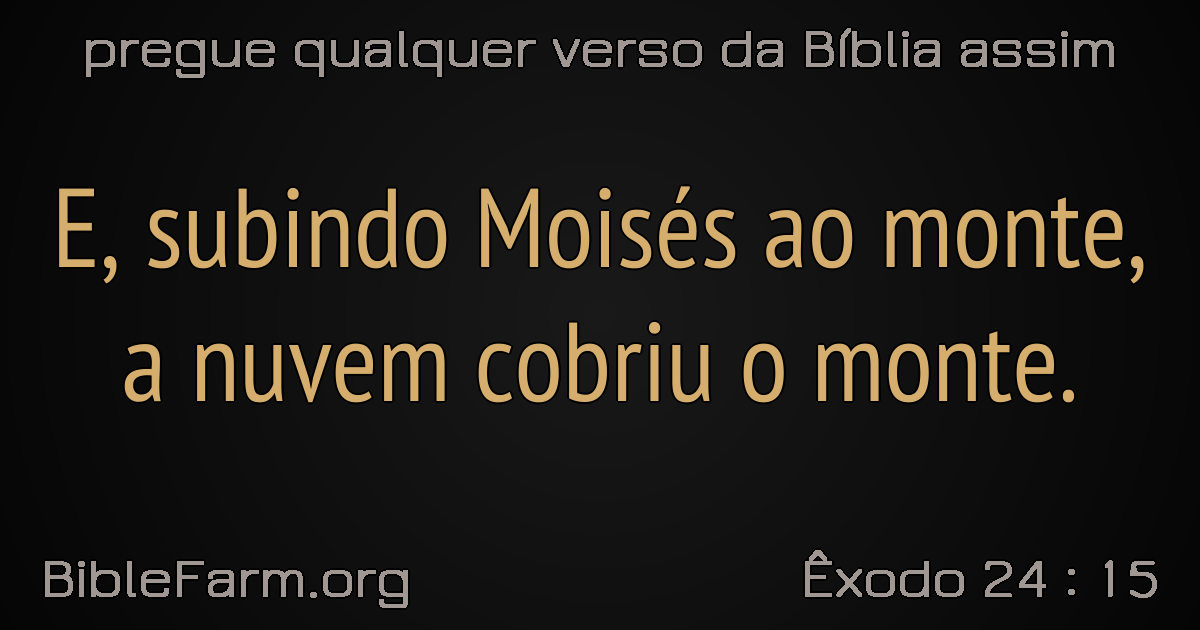 pregue qualquer verso da Bíblia assim
E, subindo Moisés ao monte,
a nuvem cobriu o monte.
BibleFarm.org
Êxodo 24 : 15